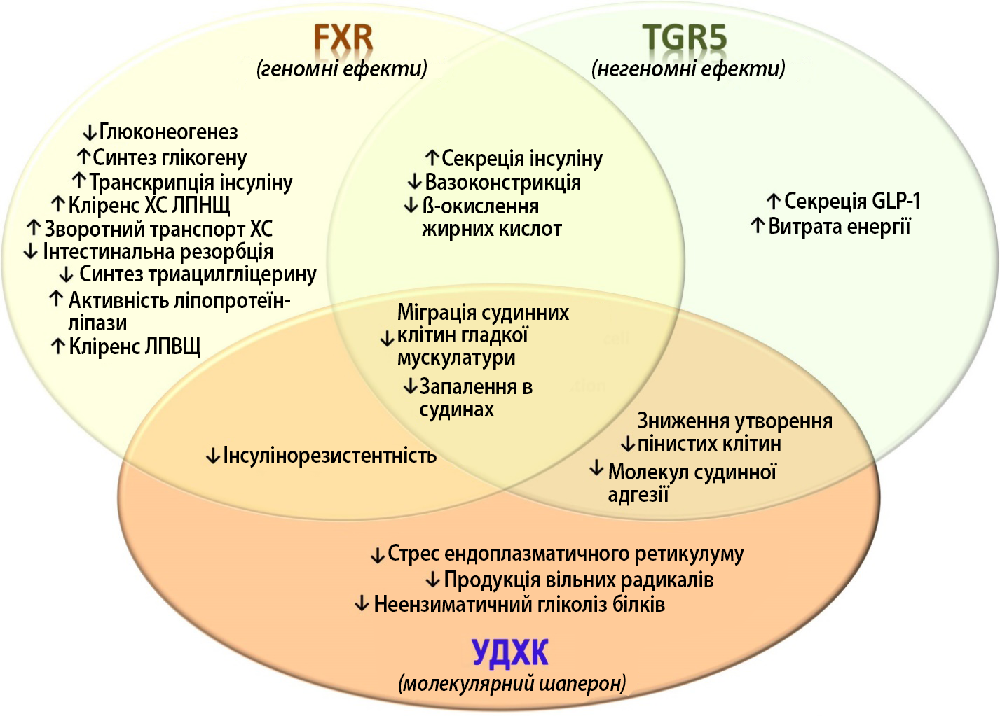 FXR
(геномні ефекти)
TGR5
(негеномні ефекти)
↓Глюконеогенез
↑Синтез глікогену
↑Транскрипція інсуліну
↑Кліренс ХС ЛПНЩ
↑Зворотний транспорт ХС
↓Інтестинальна резорбція
↓ Синтез триацилгліцерину
↑ Активність ліпопротеїн-
ліпази
↑Кліренс ЛПВЩ
↑Секреція інсуліну
↓Вазоконстрикція
↓ß-окислення
жирних кислот
↑Секреція GLP-1
↑Витрата енергії
Міграція судинних
↓клітин гладкої
мускулатури
↓Запалення в
судинах
cell
tion
↓Інсулінорезистентність
Зниження утворення
↓пінистих клітин
↓Молекул судинної
адгезії
↓Стрес ендоплазматичного ретикулуму
↓Продукція вільних радикалів
↓Неензиматичний гліколіз білків
УДХК
(молекулярний шаперон)